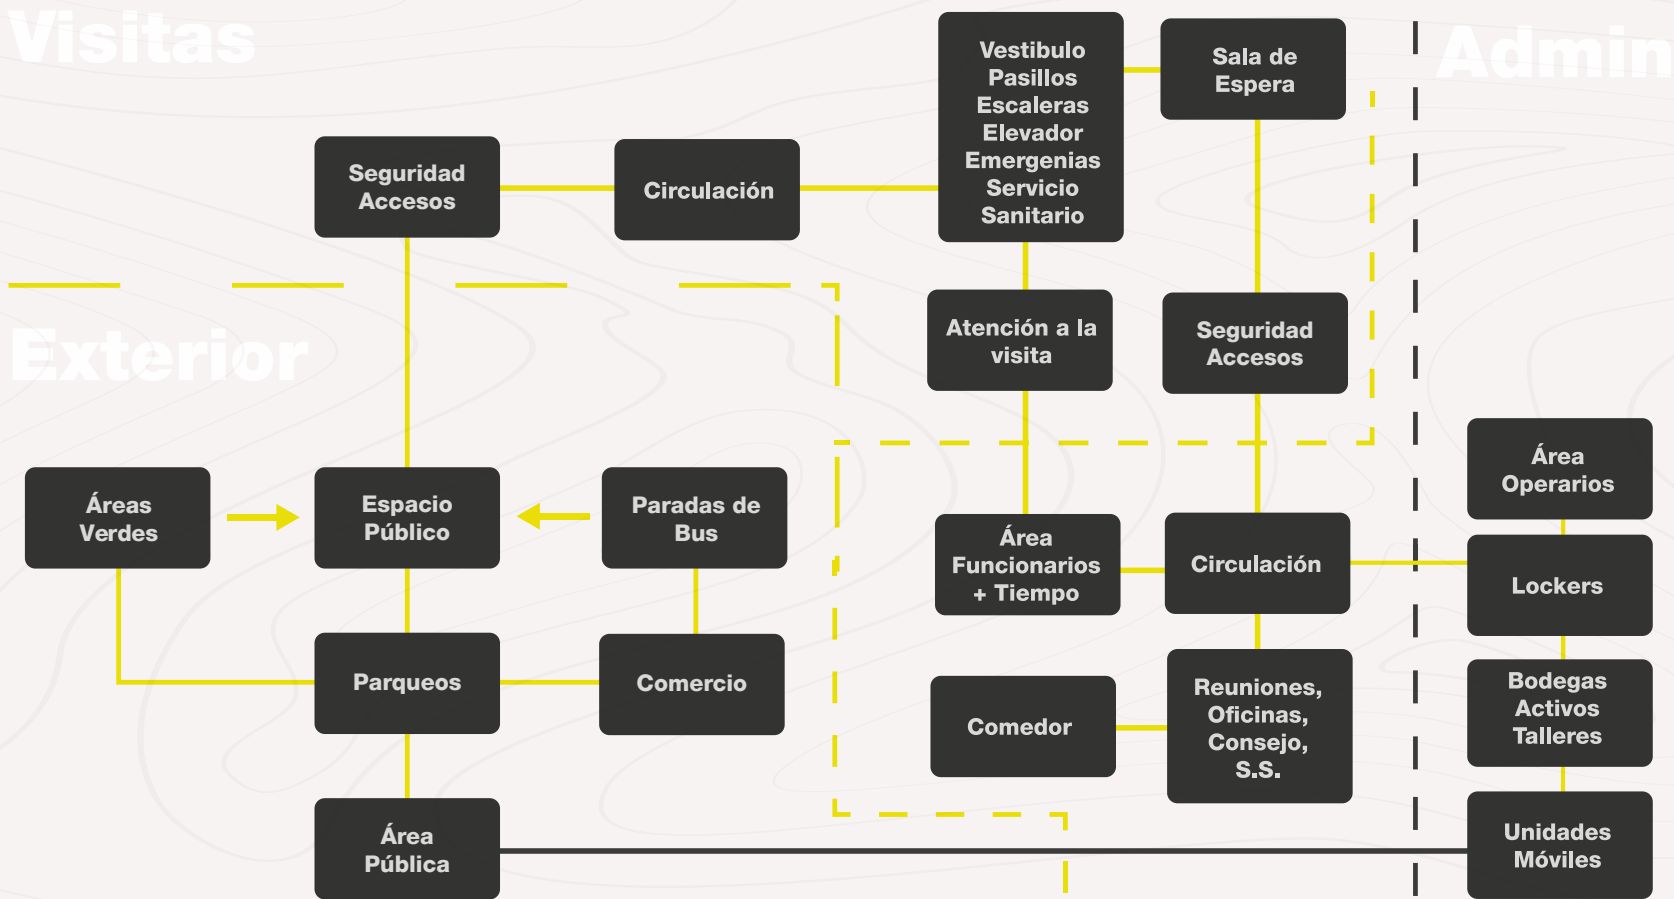 Visitas
Admin
Vestibulo
Pasillos
Escaleras
Elevador
Emergenias
Servicio
Sanitario
Sala de
Espera
Seguridad
Accesos
Circulación
Atención a la
visita
Seguridad
Accesos
Exterior
Áreas
Verdes
Espacio
Público
Paradas de
Bus
Área
Funcionarios
+ Tiempo
Circulación
Área
Operarios
Lockers
Parqueos
Comercio
Comedor
Reuniones,
Oficinas,
Consejo,
S.S.
Bodegas
Activos
Talleres
Área
Pública
Unidades
Móviles